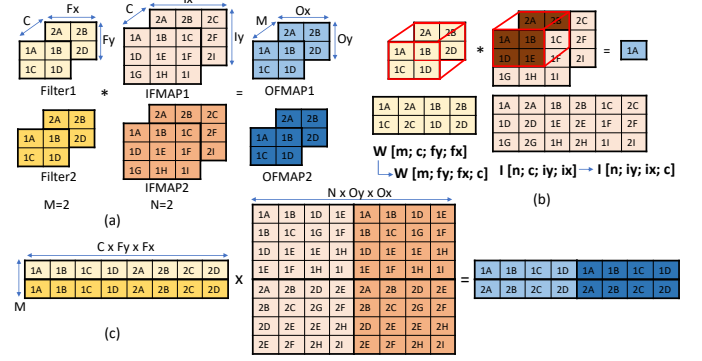 C Fx
2A 2B
1A 1B 2D
1C 1D
Fy
Filter1
*
C Ix
2A 2B 2C
1A 1B 1C 2F
1D 1E 1F 2I
1G 1H 1I
Iy
IFMAP1
=
M Ox
2A 2B
1A 1B 2D
1C 1D
Oy
OFMAP1
2A 2B
1A 1B 2D
1C 1D
Filter2
2A 2B 2C
1A 1B 1C 2F
1D 1E 1F 2I
1G 1H 1I
IFMAP2
2A 2B
1A 1B 2D
1C 1D
OFMAP2
M=2
N=2
(a)
2A 2B
1A 1B 2D
1C 1D
*
2A 2B 2C
1A 1B 1C 2F
1D 1E 1F 2I
1G 1H 1I
= 1A
1A 2A 1B 2B
1C 2C 1D 2D
1A 2A 1B 2B 1C 2C
1D 2D 1E 2E 1F 2F
1G 2G 1H 2H 1I 2I
W [m; c; fy; fx]
W [m; fy; fx; c]
I [n; c; iy; ix] I [n; iy; ix; c]
(b)
C x Fy x Fx
1A 1B 1C 1D 2A 2B 2C 2D
1A 1B 1C 1D 2A 2B 2C 2D
M
(c)
x
N x Oy x Ox
1A 1B 1D 1E 1A 1B 1D 1E
1B 1C 1G 1F 1B 1C 1G 1F
1D 1E 1E 1H 1D 1E 1E 1H
1E 1F 1H 1I 1E 1F 1H 1I
2A 2B 2D 2E 2A 2B 2D 2E
2B 2C 2G 2F 2B 2C 2G 2F
2D 2E 2E 2H 2D 2E 2E 2H
2E 2F 2H 2I 2E 2F 2H 2I
=
1A 1B 1C 1D 1A 1B 1C 1D
2A 2B 2C 2D 2A 2B 2C 2D